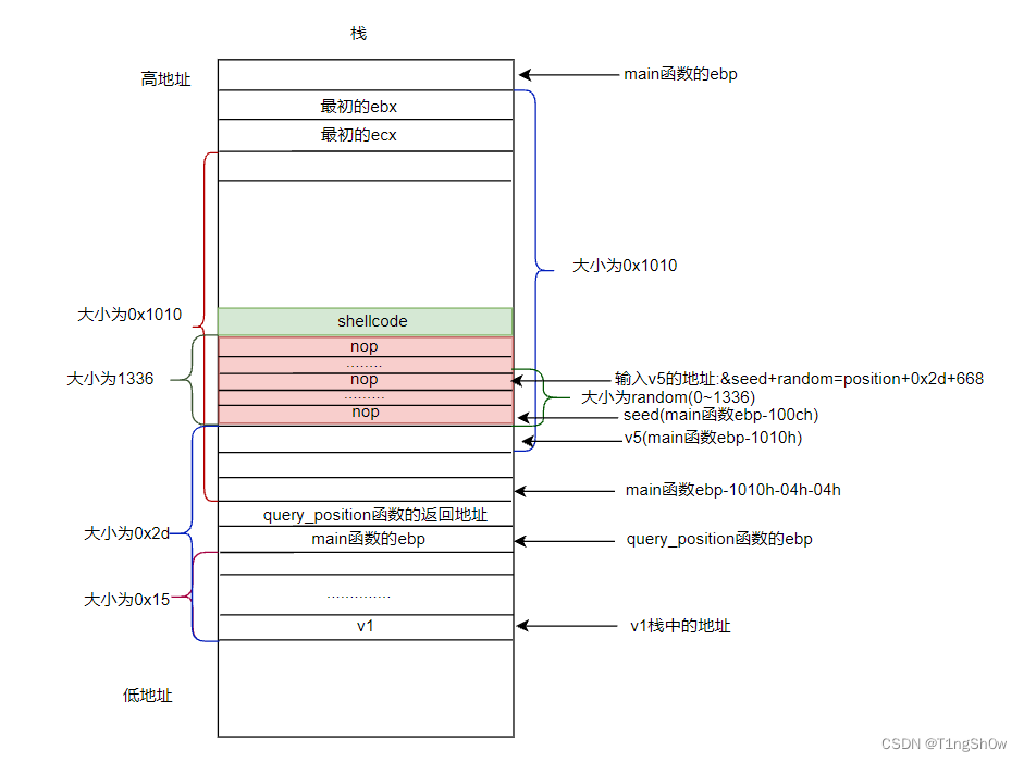 栈
高地址
main函数的ebp
最初的ebx
最初的ecx
大小为0x1010
大小为0x1010
shellcode
nop
........
大小为1336
nop
输入v5的地址:&seed+random=position+0x2d+668
.........
大小为random(0~1336)
nop
seed(main函数ebp-100ch)
v5(main函数ebp-1010h)
main函数ebp-1010h-04h-04h
query_position函数的返回地址
大小为0x2d
main函数的ebp
query_position函数的ebp
大小为0x15
..............
v1
v1栈中的地址
低地址
CSDN @T1ngSh0w